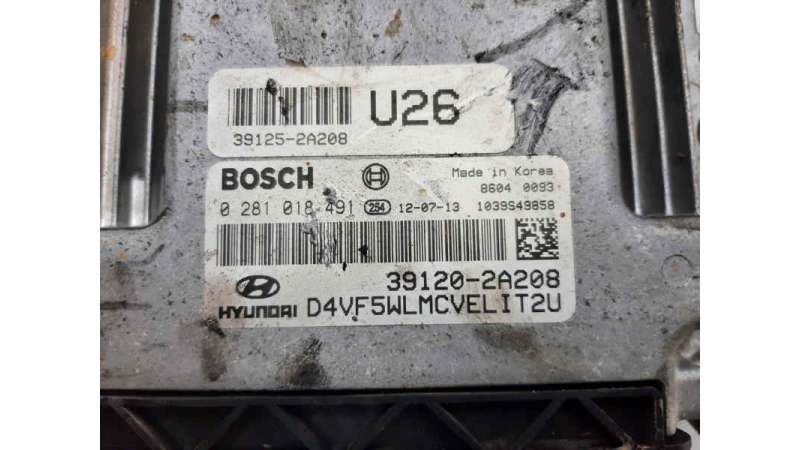 U26
39125-2A208
BOSCH
Made in Korea
8604 0093
0 281 018 491 254 12-07-13 1039S49858
39120-2A208
HYUNDAI D4VF5WLMCVELIT2U